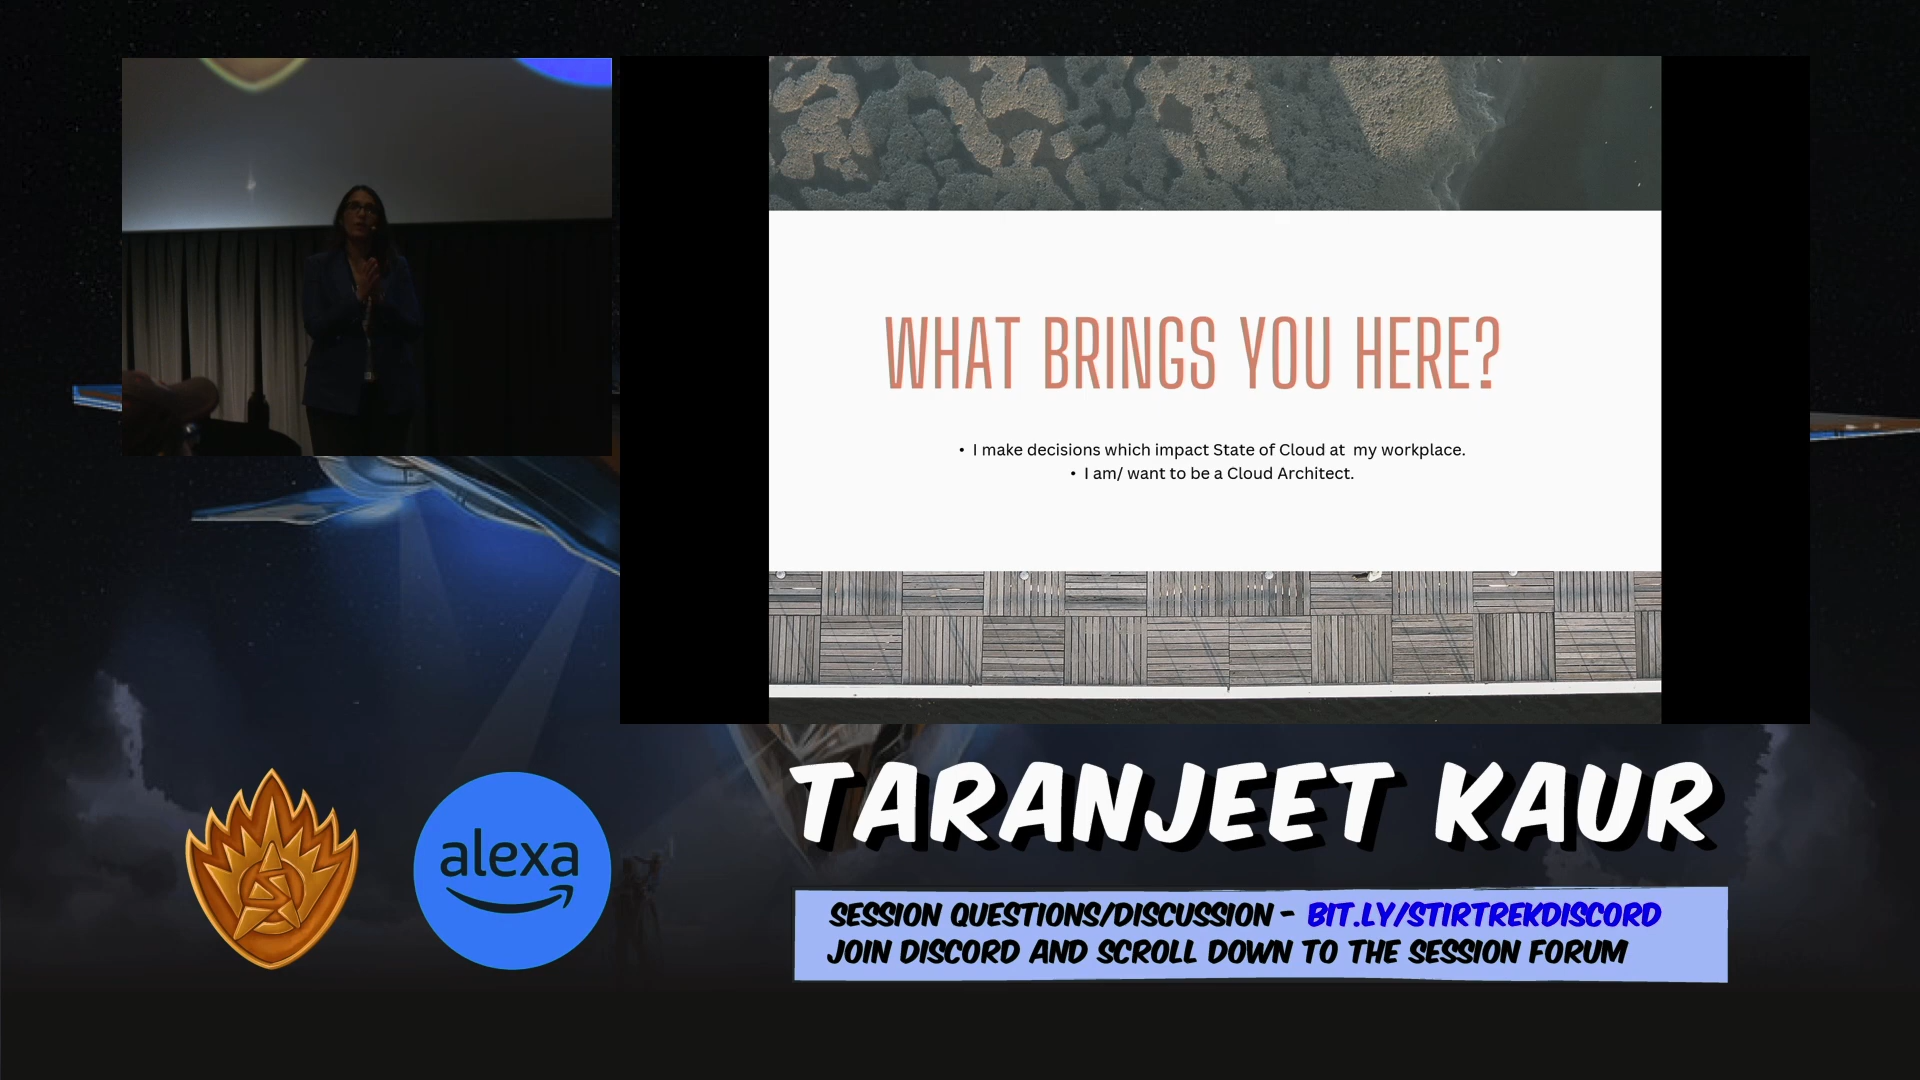 WHAT BRINGS YOU HERE?
• I make decisions which impact State of Cloud at my workplace.
• I am/ want to be a Cloud Architect.
alexa
TARANJEET KAUR
SESSION QUESTIONS/DISCUSSION - BIT.LY/STIRTREKDISCORD
JOIN DISCORD AND SCROLL DOWN TO THE SESSION FORUM